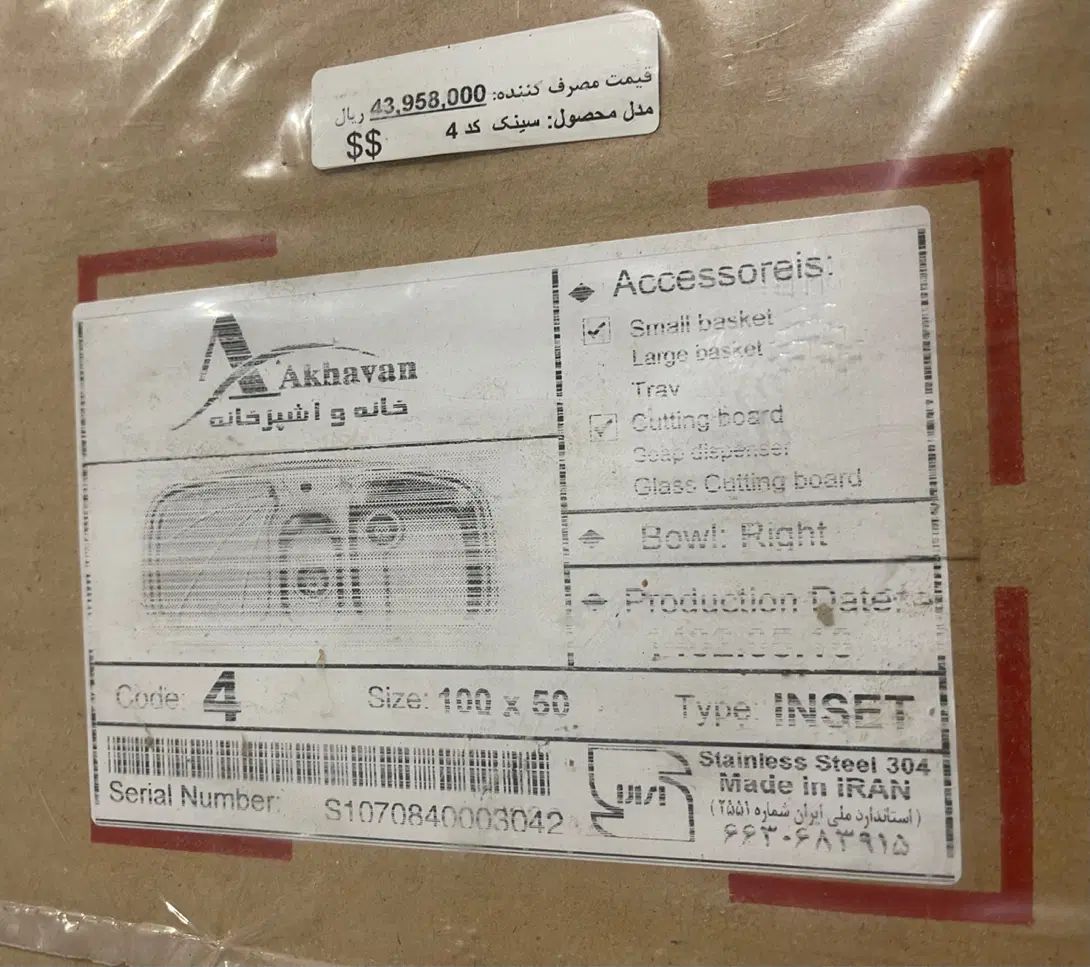 قیمت مصرف کننده: 43,958,000 ریال
مدل محصول: سینک کد 4
$$
Akhavan
خانه و آشپزخانه
Accessoreis:
Small basket
Large basket
Tray
Cutting board
Soap dispenser
Glass Cutting board
Bowl: Right
Production Date:
Code: 4
Size: 100 x 50
Type: INSET
Serial Number: S1070840003042
Stainless Steel 304
Made in iRAN
(استاندارد ملی ایران شماره ۲۵۵۱)
۶۶۳۰۶۸۳۹۱۵